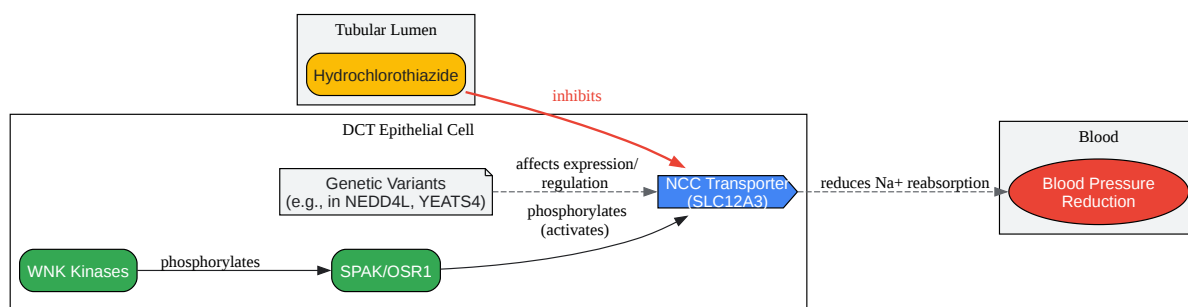 Tubular Lumen
Hydrochlorothiazide
inhibits
DCT Epithelial Cell
Genetic Variants
(e.g., in NEDD4L, YEATS4)
affects expression/
regulation
NCC Transporter
(SLC12A3)
reduces Na+ reabsorption
Blood
Blood Pressure
Reduction
phosphorylates
(activates)
WNK Kinases
phosphorylates
SPAK/OSR1